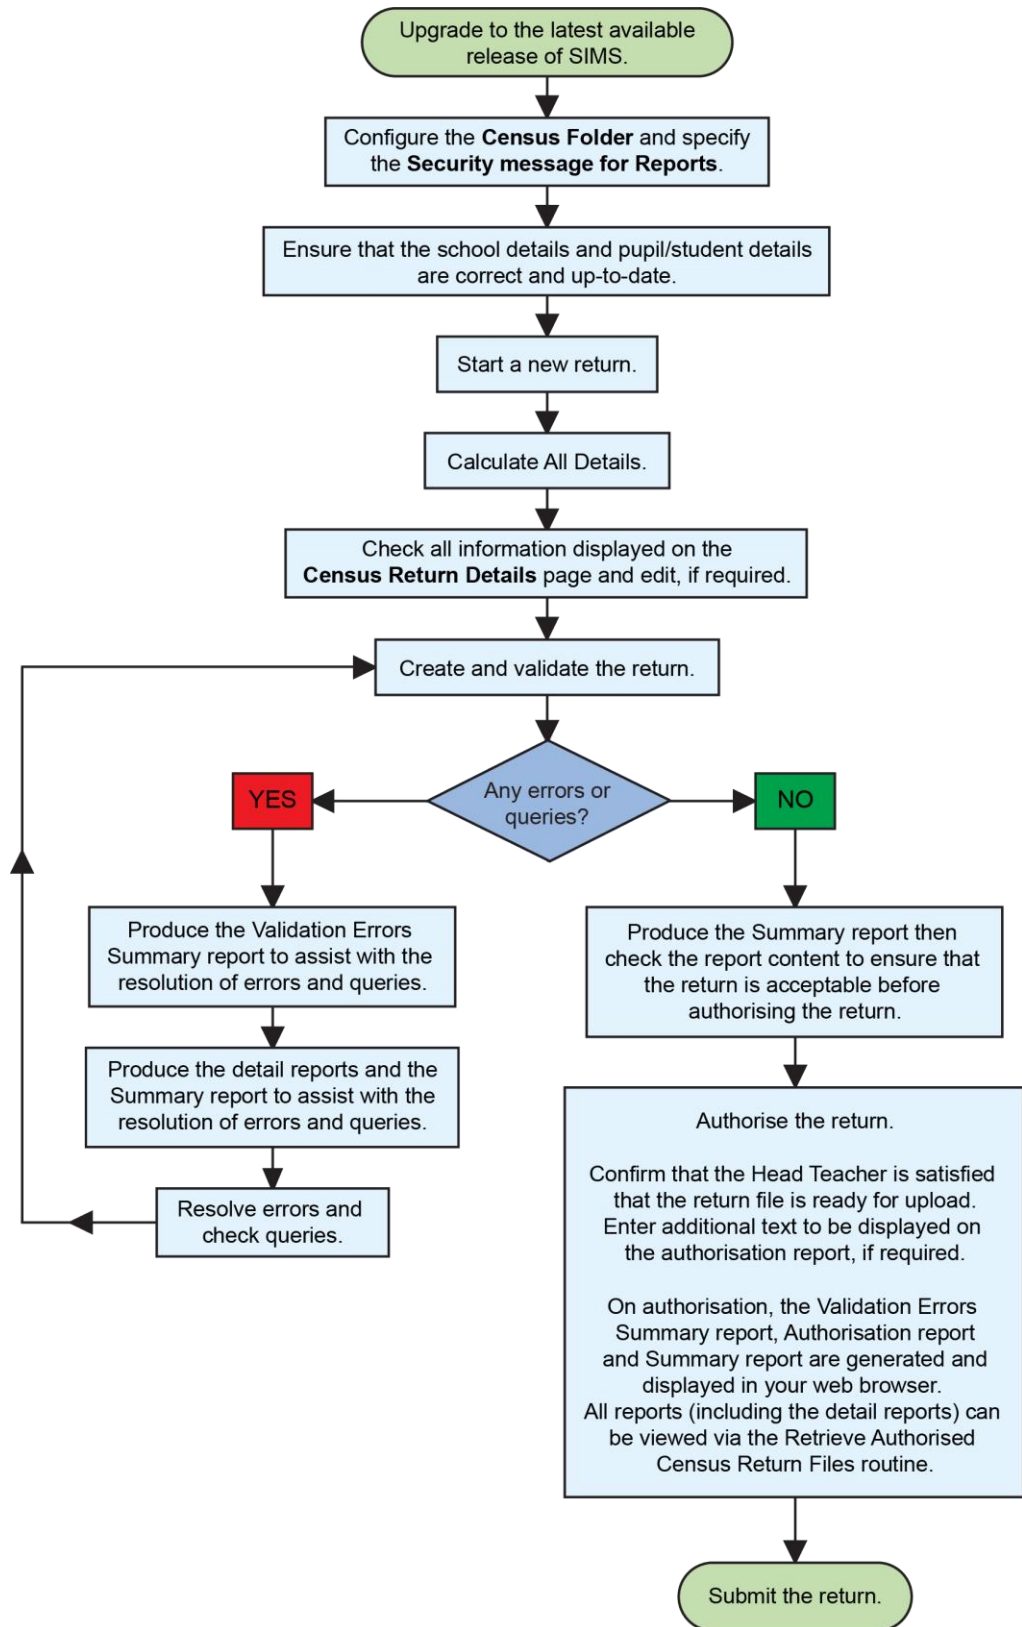 Upgrade to the latest available
release of SIMS.
Configure the Census Folder and specify
the Security message for Reports.
Ensure that the school details and pupil/student details
are correct and up-to-date.
Start a new return.
Calculate All Details.
Check all information displayed on the
Census Return Details page and edit, if required.
Create and validate the return.
Any errors or
queries?
YES
NO
Produce the Validation Errors
Summary report to assist with the
resolution of errors and queries.
Produce the detail reports and the
Summary report to assist with the
resolution of errors and queries.
Resolve errors and
check queries.
Produce the Summary report then
check the report content to ensure that
the return is acceptable before
authorising the return.
Authorise the return.
Confirm that the Head Teacher is satisfied
that the return file is ready for upload.
Enter additional text to be displayed on
the authorisation report, if required.
On authorisation, the Validation Errors
Summary report, Authorisation report
and Summary report are generated and
displayed in your web browser.
All reports (including the detail reports) can
be viewed via the Retrieve Authorised
Census Return Files routine.
Submit the return.